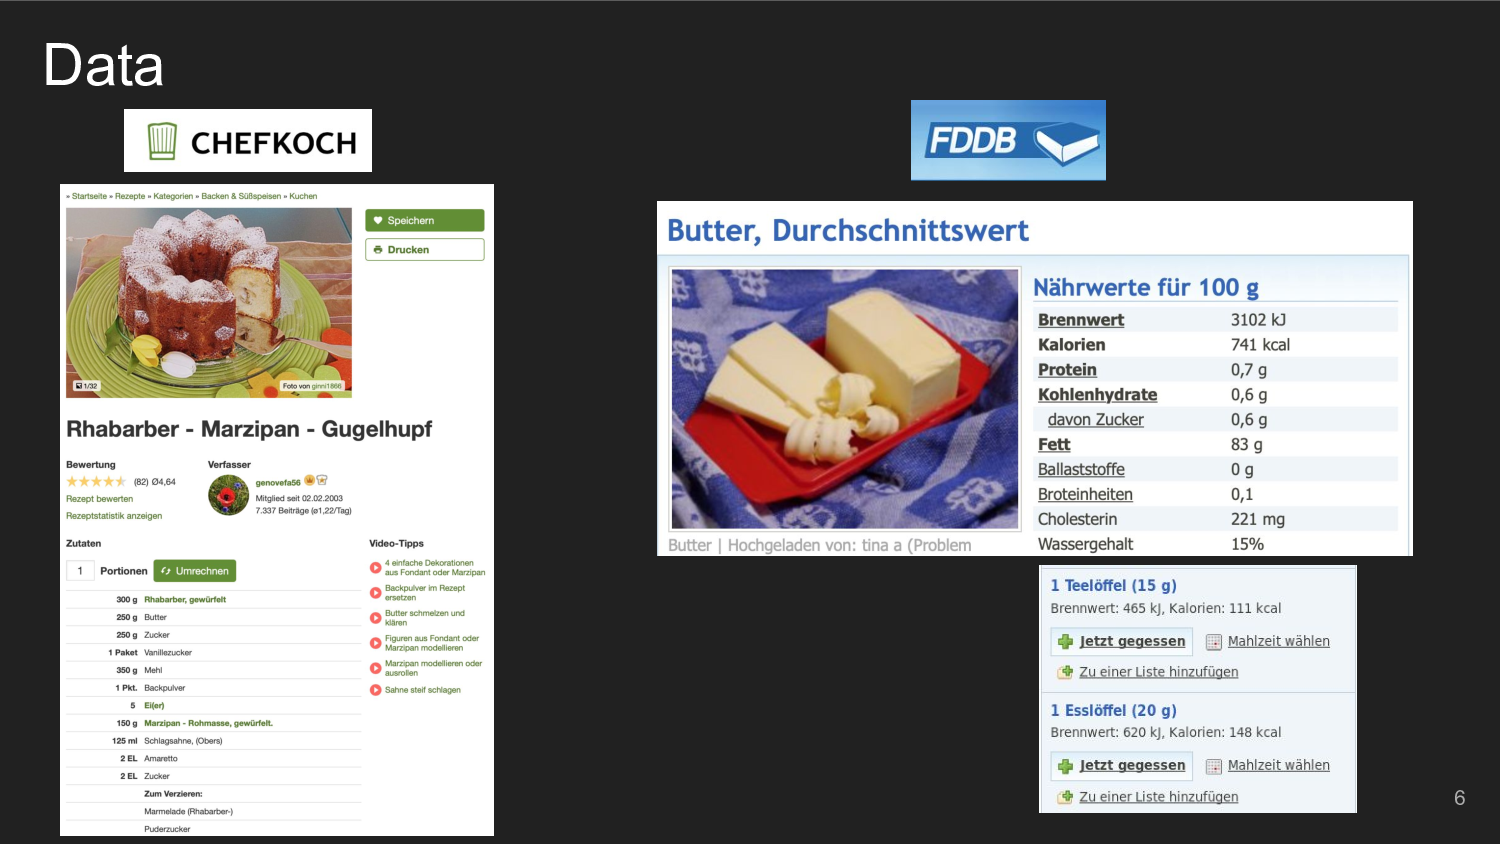 Data
CHEFKOCH
» Startseite » Rezepte » Kategorien » Backen & Süßspeisen » Kuchen
Speichern
Drucken
1/32
Foto von ginni1866
Rhabarber - Marzipan - Gugelhupf
Bewertung
(82) Ø4,64
Rezept bewerten
Rezeptstatistik anzeigen
Verfasser
genovefa56
Mitglied seit 02.02.2003
7.337 Beiträge (ø1,22/Tag)
Zutaten
1 Portionen Umrechnen
300 g Rhabarber, gewürfelt
250 g Butter
250 g Zucker
1 Paket Vanillezucker
350 g Mehl
1 Pkt. Backpulver
5 Ei(er)
150 g Marzipan - Rohmasse, gewürfelt.
125 ml Schlagsahne, (Obers)
2 EL Amaretto
2 EL Zucker
Zum Verzieren:
Marmelade (Rhabarber-)
Puderzucker
Video-Tipps
4 einfache Dekorationen
aus Fondant oder Marzipan
Backpulver im Rezept
ersetzen
Butter schmelzen und
klären
Figuren aus Fondant oder
Marzipan modellieren
Marzipan modellieren oder
ausrollen
Sahne steif schlagen
FDDB
Butter, Durchschnittswert
Nährwerte für 100 g
Brennwert 3102 kJ
Kalorien 741 kcal
Protein 0,7 g
Kohlenhydrate 0,6 g
davon Zucker 0,6 g
Fett 83 g
Ballaststoffe 0 g
Broteinheiten 0,1
Cholesterin 221 mg
Wassergehalt 15%
Butter | Hochgeladen von: tina a (Problem
1 Teelöffel (15 g)
Brennwert: 465 kJ, Kalorien: 111 kcal
Jetzt gegessen Mahlzeit wählen
Zu einer Liste hinzufügen
1 Esslöffel (20 g)
Brennwert: 620 kJ, Kalorien: 148 kcal
Jetzt gegessen Mahlzeit wählen
Zu einer Liste hinzufügen
6